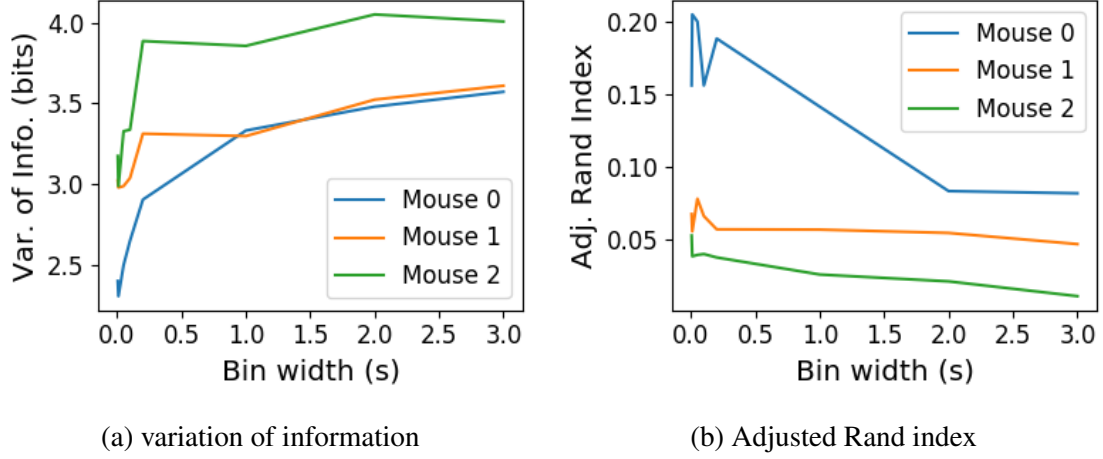 Var. of Info. (bits)
4.0
3.5
3.0
2.5
Mouse 0
Mouse 1
Mouse 2
0.0 0.5 1.0 1.5 2.0 2.5 3.0
Bin width (s)
(a) variation of information
Adj. Rand Index
0.20
0.15
0.10
0.05
Mouse 0
Mouse 1
Mouse 2
0.0 0.5 1.0 1.5 2.0 2.5 3.0
Bin width (s)
(b) Adjusted Rand index